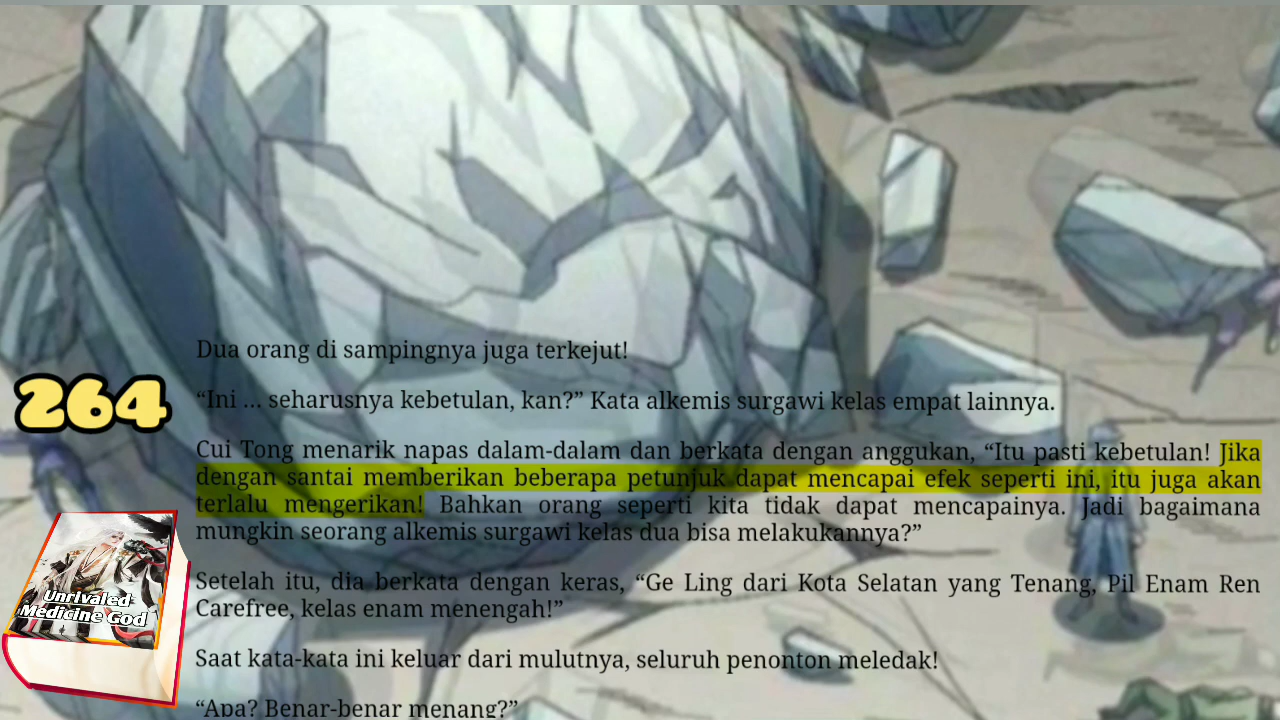 Dua orang di sampingnya juga terkejut!
264
“Ini ... seharusnya kebetulan, kan?” Kata alkemis surgawi kelas empat lainnya.
Cui Tong menarik napas dalam-dalam dan berkata dengan anggukan, “Itu pasti kebetulan! Jika
dengan santai memberikan beberapa petunjuk dapat mencapai efek seperti ini, itu juga akan
terlalu mengerikan! Bahkan orang seperti kita tidak dapat mencapainya. Jadi bagaimana
mungkin seorang alkemis surgawi kelas dua bisa melakukannya?”
Setelah itu, dia berkata dengan keras, “Ge Ling dari Kota Selatan yang Tenang, Pil Enam Ren
Carefree, kelas enam menengah!”
Saat kata-kata ini keluar dari mulutnya, seluruh penonton meledak!
“Apa? Benar-benar menang?”
Unrivaled
Medicine God